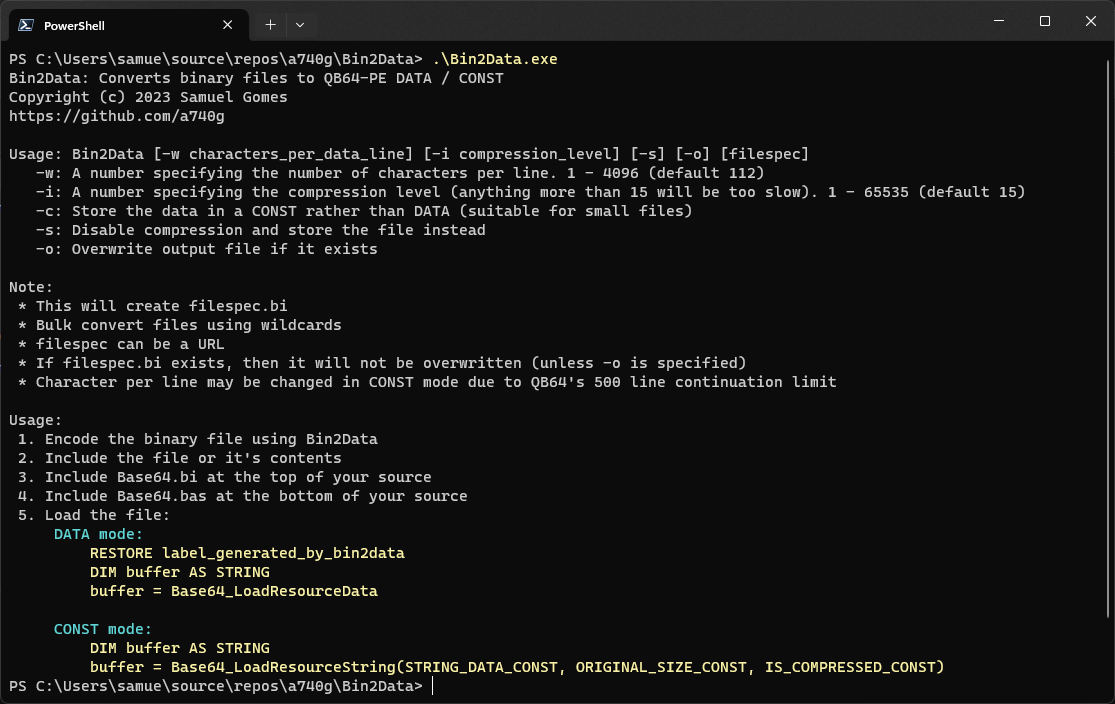 PowerShell
PS C:\Users\samue\source\repos\a740g\Bin2Data> .\Bin2Data.exe
Bin2Data: Converts binary files to QB64-PE DATA / CONST
Copyright (c) 2023 Samuel Gomes
https://github.com/a740g
Usage: Bin2Data [-w characters_per_data_line] [-i compression_level] [-s] [-o] [filespec]
-w: A number specifying the number of characters per line. 1 - 4096 (default 112)
-i: A number specifying the compression level (anything more than 15 will be too slow). 1 - 65535 (default 15)
-c: Store the data in a CONST rather than DATA (suitable for small files)
-s: Disable compression and store the file instead
-o: Overwrite output file if it exists
Note:
* This will create filespec.bi
* Bulk convert files using wildcards
* filespec can be a URL
* If filespec.bi exists, then it will not be overwritten (unless -o is specified)
* Character per line may be changed in CONST mode due to QB64's 500 line continuation limit
Usage:
1. Encode the binary file using Bin2Data
2. Include the file or it's contents
3. Include Base64.bi at the top of your source
4. Include Base64.bas at the bottom of your source
5. Load the file:
DATA mode:
RESTORE label_generated_by_bin2data
DIM buffer AS STRING
buffer = Base64_LoadResourceData
CONST mode:
DIM buffer AS STRING
buffer = Base64_LoadResourceString(STRING_DATA_CONST, ORIGINAL_SIZE_CONST, IS_COMPRESSED_CONST)
PS C:\Users\samue\source\repos\a740g\Bin2Data>